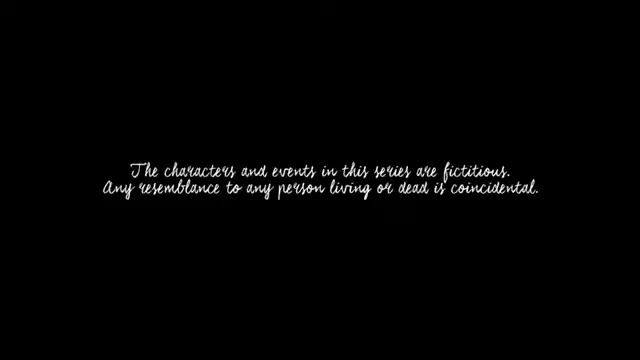 The characters and events in this series are fictitious.
Any resemblance to any person living or dead is coincidental.